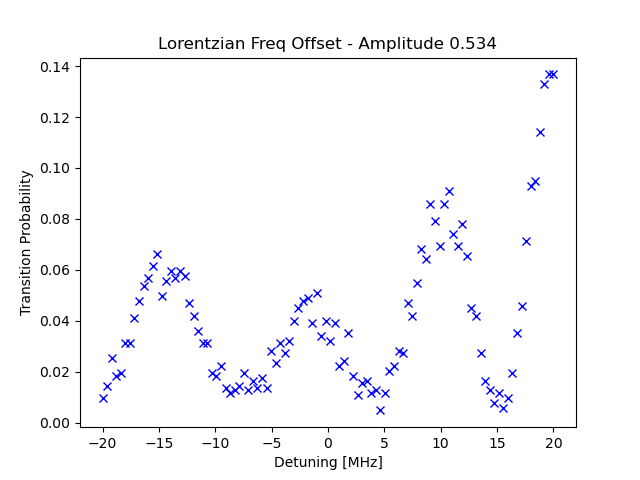 Lorentzian Freq Offset - Amplitude 0.534
0.14
0.12
0.10
0.08
0.06
0.04
0.02
0.00
Transition Probability
−20 −15 −10 −5 0 5 10 15 20
Detuning [MHz]